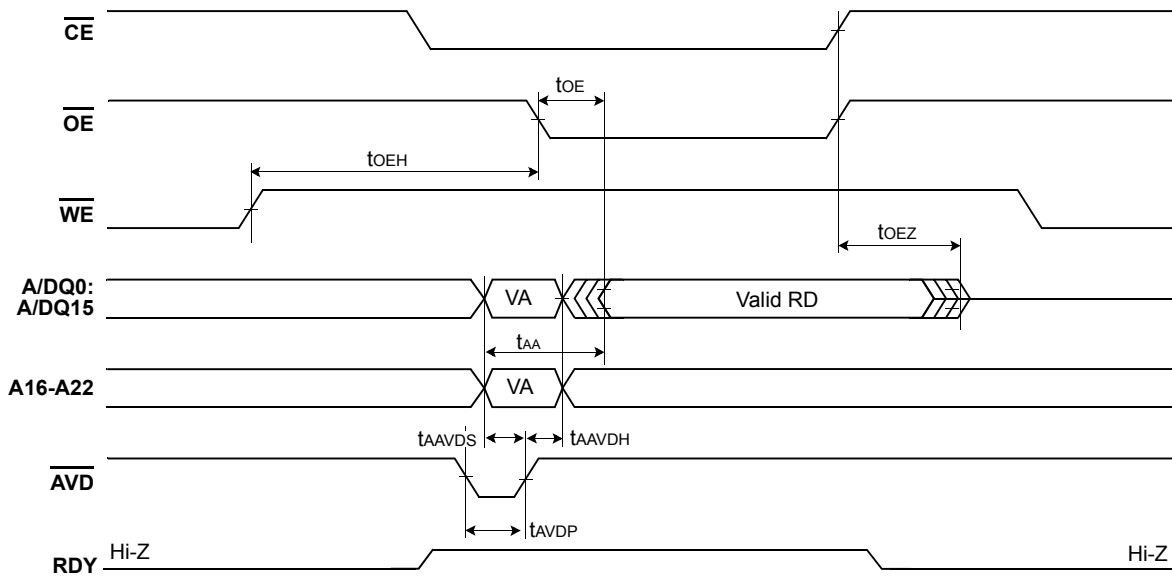 CE
OE
tOE
tOEH
WE
tOEZ
A/DQ0:
A/DQ15
VA
Valid RD
tAA
A16-A22
VA
tAAVDS
tAAVDH
AVD
tAVDP
Hi-Z
Hi-Z
RDY